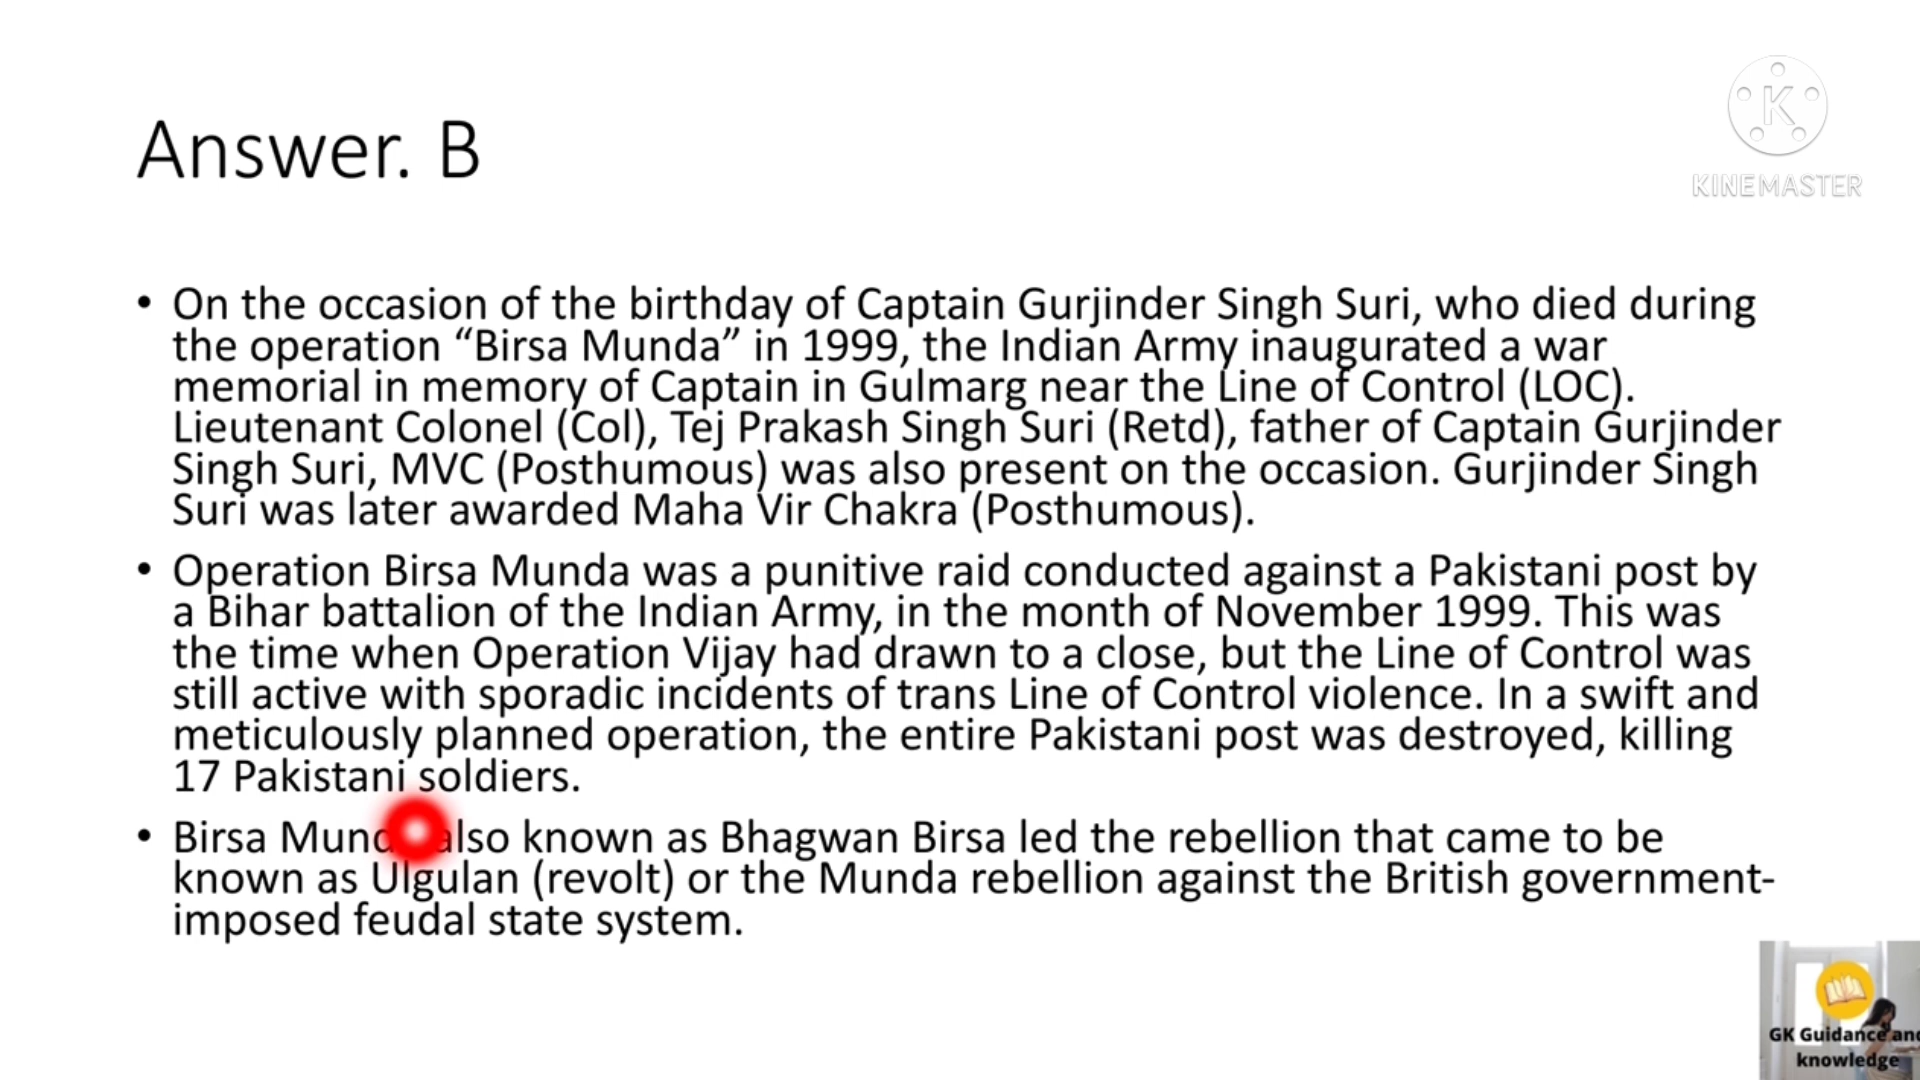 Answer. B
K
KINEMASTER
• On the occasion of the birthday of Captain Gurjinder Singh Suri, who died during
the operation “Birsa Munda” in 1999, the Indian Army inaugurated a war
memorial in memory of Captain in Gulmarg near the Line of Control (LOC).
Lieutenant Colonel (Col), Tej Prakash Singh Suri (Retd), father of Captain Gurjinder
Singh Suri, MVC (Posthumous) was also present on the occasion. Gurjinder Singh
Suri was later awarded Maha Vir Chakra (Posthumous).
• Operation Birsa Munda was a punitive raid conducted against a Pakistani post by
a Bihar battalion of the Indian Army, in the month of November 1999. This was
the time when Operation Vijay had drawn to a close, but the Line of Control was
still active with sporadic incidents of trans Line of Control violence. In a swift and
meticulously planned operation, the entire Pakistani post was destroyed, killing
17 Pakistani soldiers.
• Birsa Munda also known as Bhagwan Birsa led the rebellion that came to be
known as Ulgulan (revolt) or the Munda rebellion against the British government-
imposed feudal state system.
GK Guidance and
knowledge